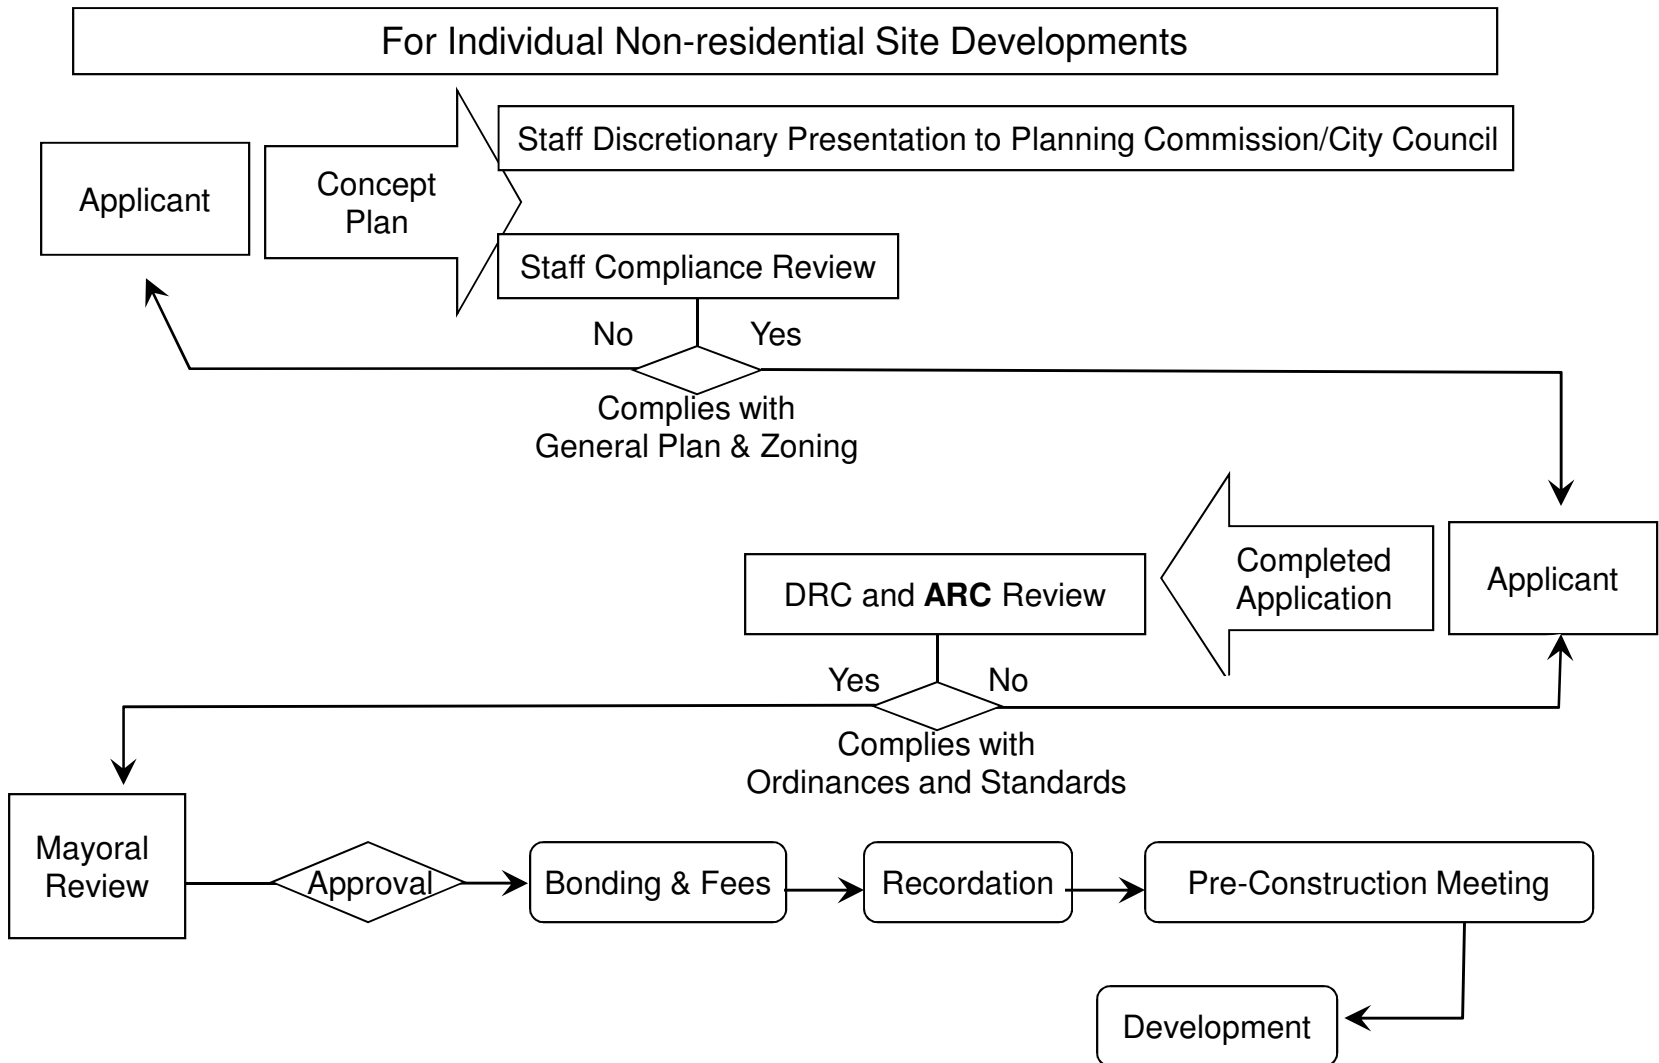 For Individual Non-residential Site Developments
Staff Discretionary Presentation to Planning Commission/City Council
Applicant
Concept
Plan
Staff Compliance Review
No
Yes
Complies with
General Plan & Zoning
Completed
Application
Applicant
DRC and ARC Review
Yes
No
Complies with
Ordinances and Standards
Mayoral
Review
Approval
Bonding & Fees
Recordation
Pre-Construction Meeting
Development